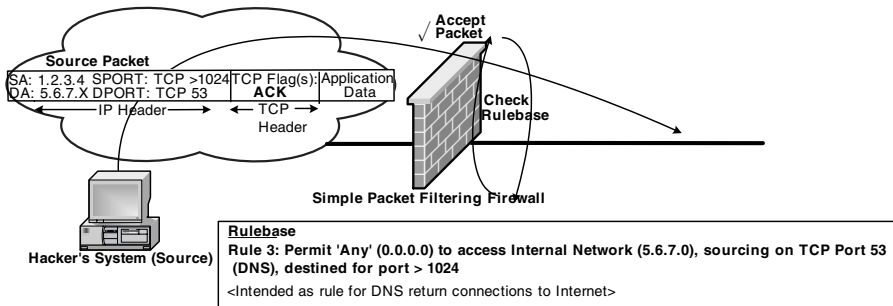 √ Accept
Packet
Source Packet
SA: 1.2.3.4 SPORT: TCP >1024 TCP Flag(s): Application
DA: 5.6.7.X DPORT: TCP 53 ACK Data
IP Header TCP
Header
Check
Rulebase
Simple Packet Filtering Firewall
Hacker's System (Source)
Rulebase
Rule 3: Permit 'Any' (0.0.0.0) to access Internal Network (5.6.7.0), sourcing on TCP Port 53
(DNS), destined for port > 1024
<Intended as rule for DNS return connections to Internet>